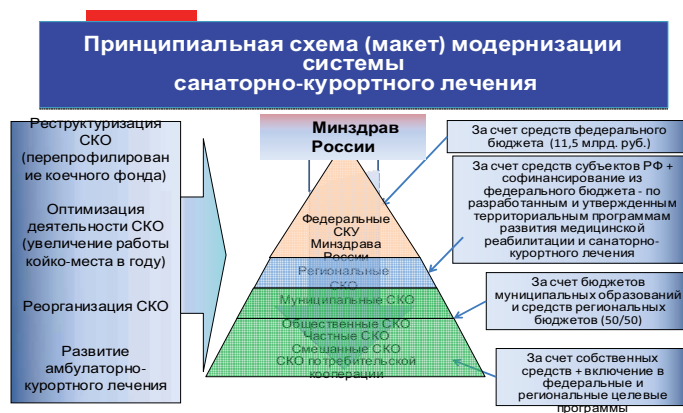 Принципиальная схема (макет) модернизации
системы
санаторно-курортного лечения
Реструктуризация
СКО
(перепрофилирован
ие коечного фонда)
Оптимизация
деятельности СКО
(увеличение работы
койко-места в году)
Реорганизация СКО
Развитие
амбулаторно-
курортного лечения
Минздрав
России
Федеральные
СКУ
Минздрава
России
Региональные
СКО
Муниципальные СКО
Общественные СКО
Частные СКО
Смешанные СКО
СКО потребительской
кооперации
За счет средств федерального
бюджета (11,5 млрд. руб.)
За счет средств субъектов РФ +
софинансирование из
федерального бюджета - по
разработанным и утвержденным
территориальным программам
развития медицинской
реабилитации и санаторно-
курортного лечения
За счет бюджетов
муниципальных образований
и средств региональных
бюджетов (50/50)
За счет собственных
средств + включение в
федеральные и
региональные целевые
программы